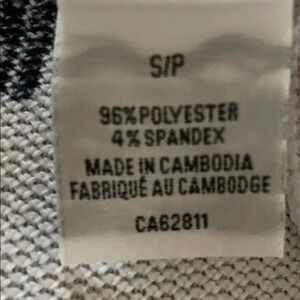 S/P
96% POLYESTER
4% SPANDEX
MADE IN CAMBODIA
FABRIQUÉ AU CAMBODGE
CA62811